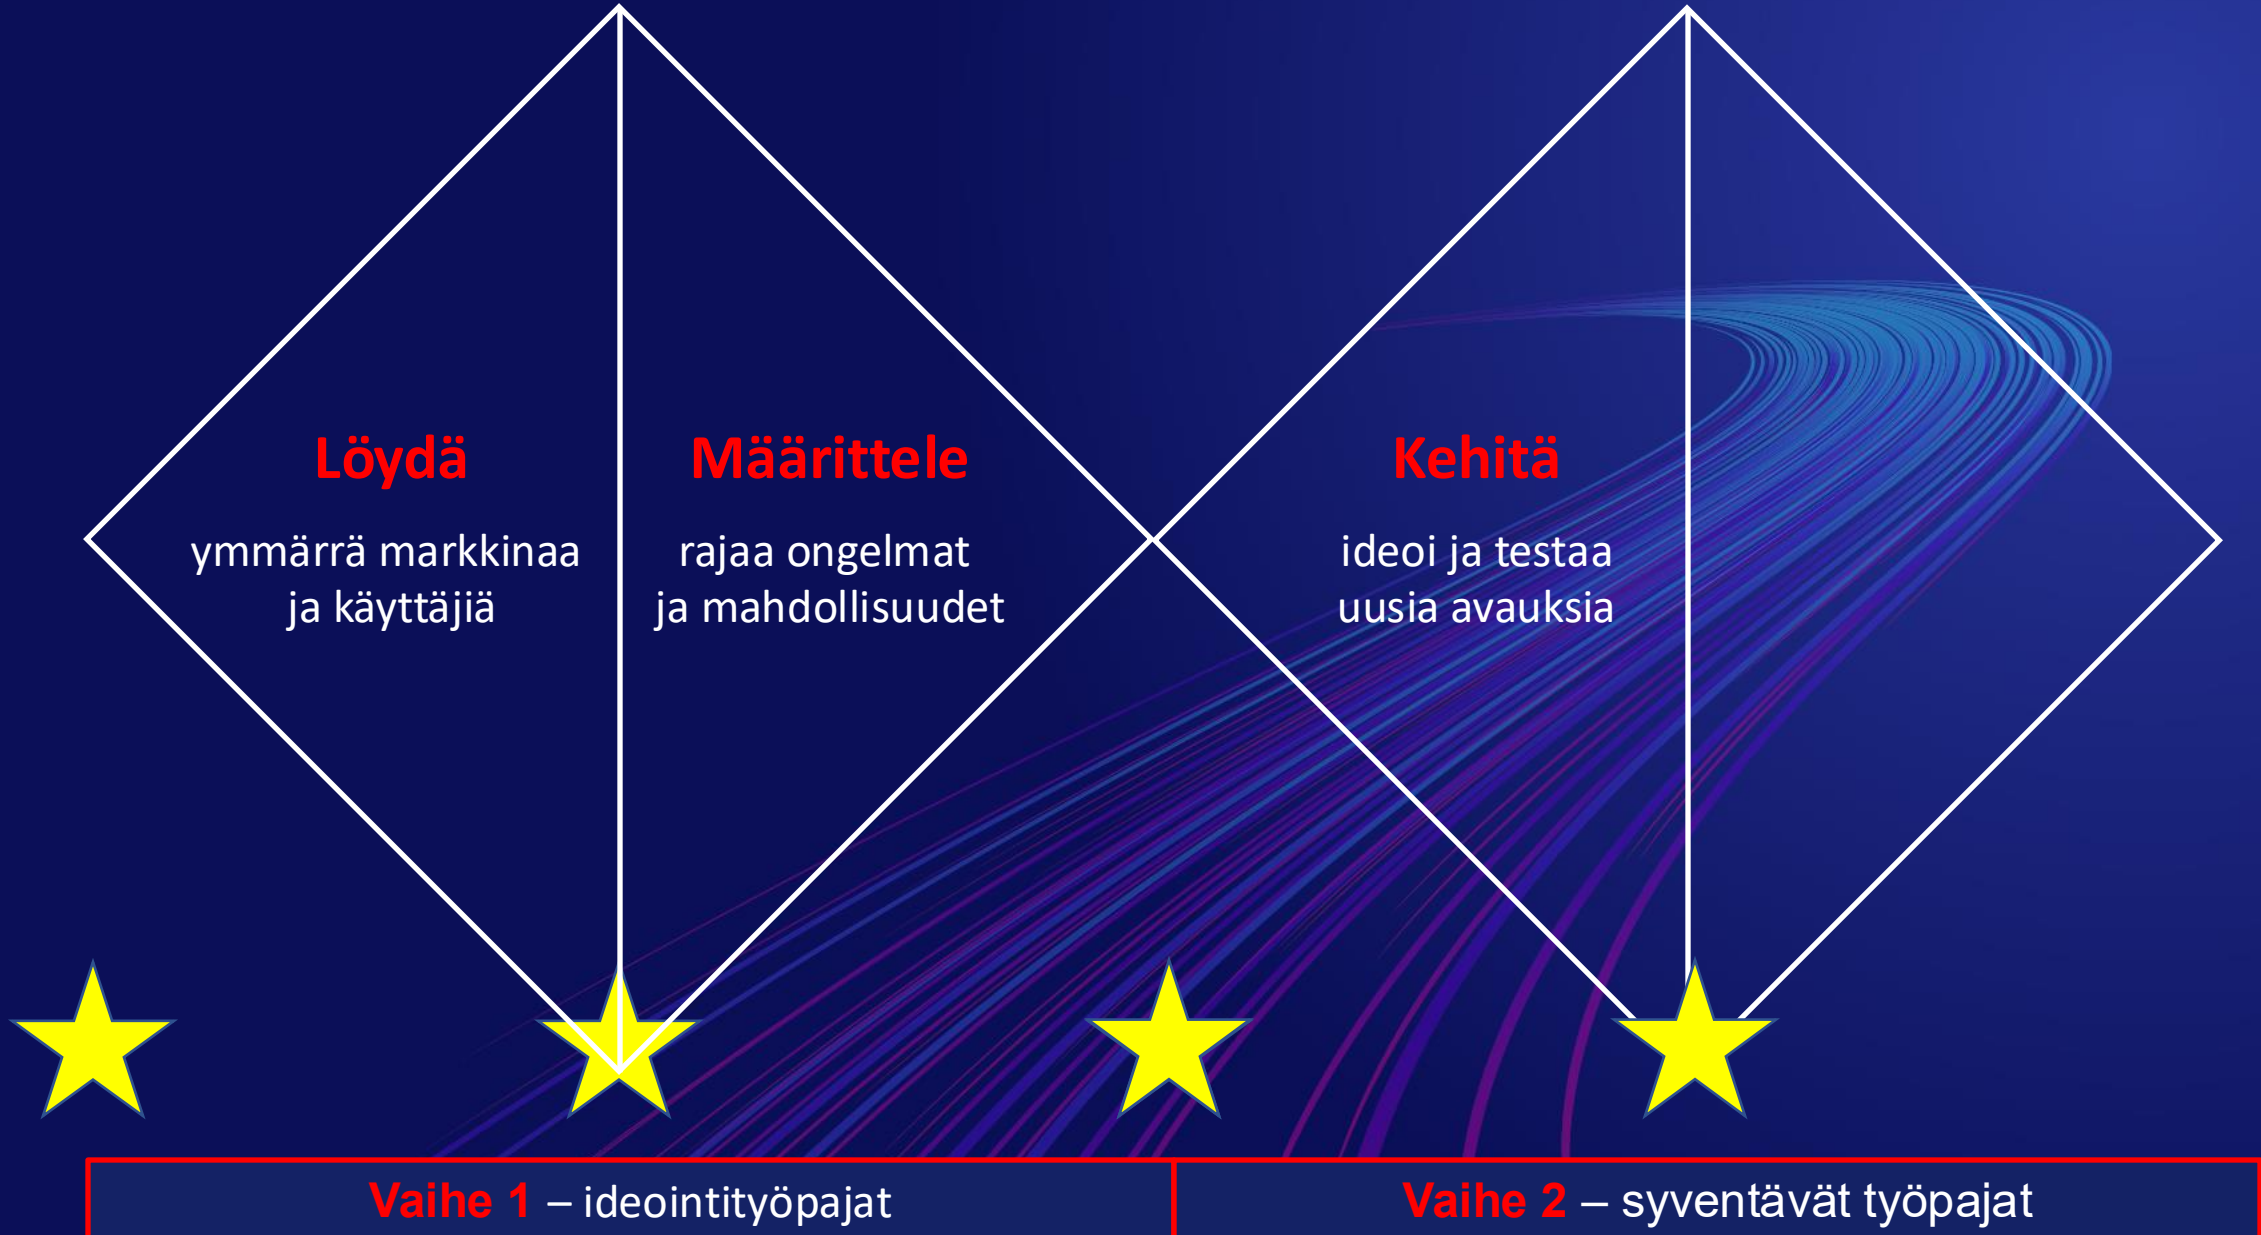 Löydä
ymmärrä markkinaa
ja käyttäjiä
Määrittele
rajaa ongelmat
ja mahdollisuudet
Kehitä
ideoi ja testaa
uusia avauksia
Vaihe 1 – ideointityöpajat
Vaihe 2 – syventävät työpajat